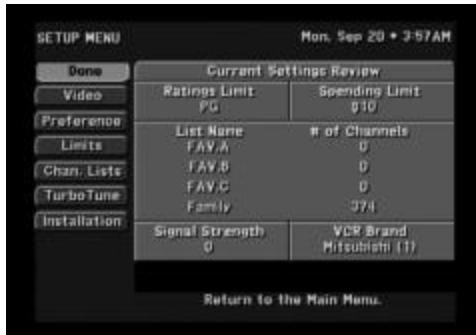 SETUP MENU
Mon, Sep 20 • 3:57AM
Done
Video
Preference
Limits
Chan. Lists
TurboTune
Installation
Current Settings Review
Ratings Limit
PG
Spending Limit
$10
List Name # of Channels
FAV.A 0
FAV.B 0
FAV.C 0
Family 374
Signal Strength
0
VCR Brand
Mitsubishi (1)
Return to the Main Menu.